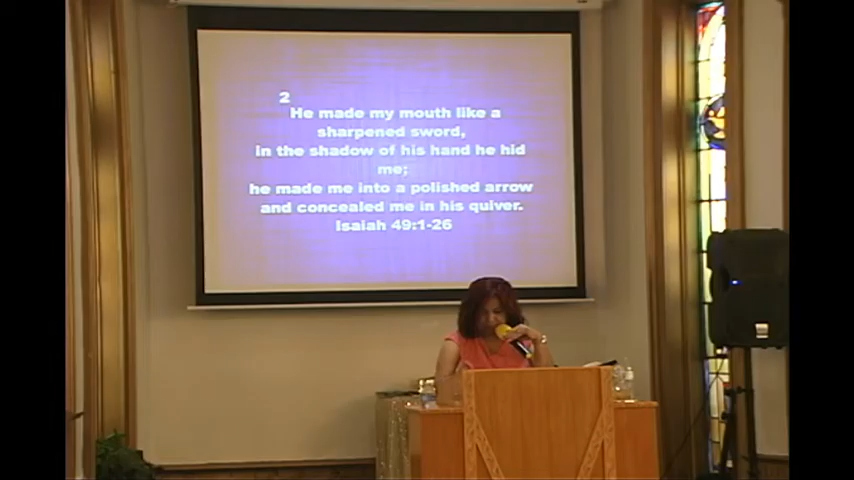 2
He made my mouth like a
sharpened sword,
in the shadow of his hand he hid
me;
he made me into a polished arrow
and concealed me in his quiver.
Isaiah 49:1-26